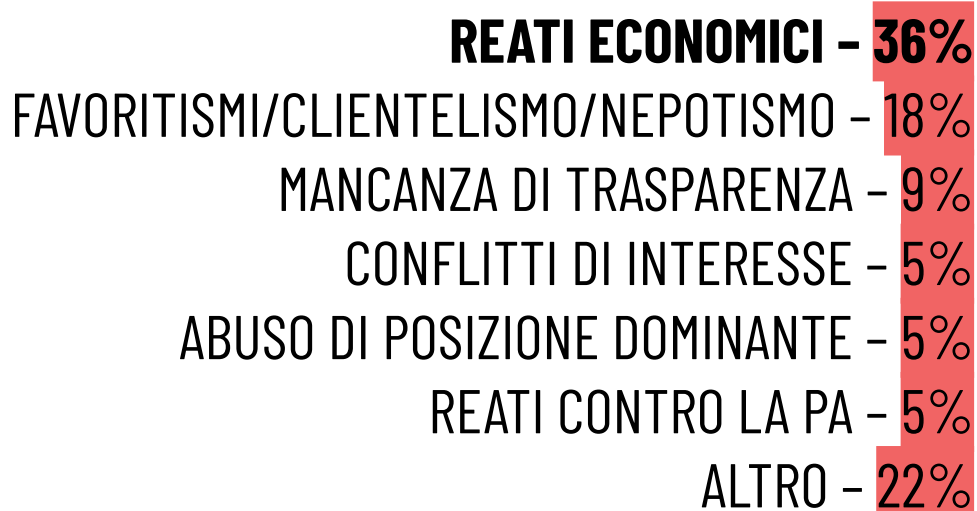 REATI ECONOMICI – 36%
FAVORITISMI/CLIENTELISMO/NEPOTISMO – 18%
MANCANZA DI TRASPARENZA – 9%
CONFLITTI DI INTERESSE – 5%
ABUSO DI POSIZIONE DOMINANTE – 5%
REATI CONTRO LA PA – 5%
ALTRO – 22%